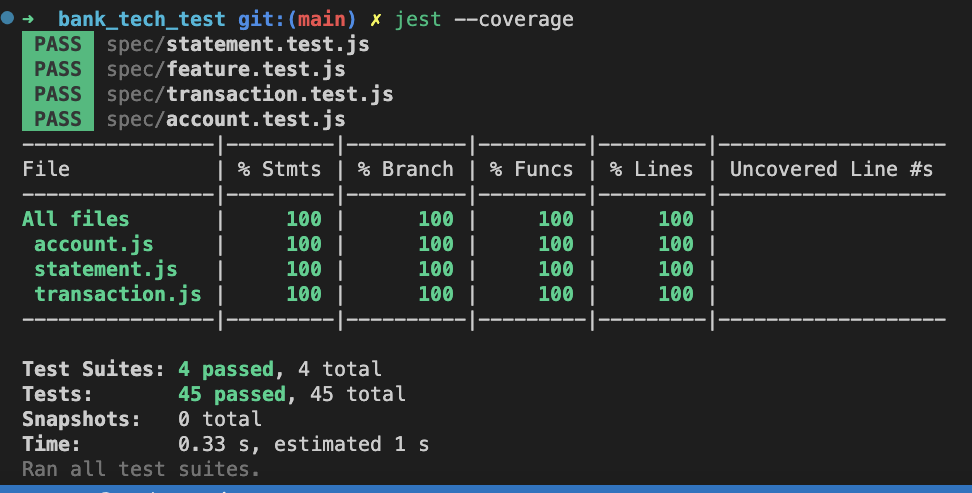 ➜ bank_tech_test git:(main) ✗ jest --coverage
PASS spec/statement.test.js
PASS spec/feature.test.js
PASS spec/transaction.test.js
PASS spec/account.test.js
----------------|---------|----------|---------|---------|-------------------
File            | % Stmts | % Branch | % Funcs | % Lines | Uncovered Line #s
----------------|---------|----------|---------|---------|-------------------
All files       |     100 |      100 |     100 |     100 |
 account.js     |     100 |      100 |     100 |     100 |
 statement.js   |     100 |      100 |     100 |     100 |
 transaction.js |     100 |      100 |     100 |     100 |
----------------|---------|----------|---------|---------|-------------------
Test Suites: 4 passed, 4 total
Tests:       45 passed, 45 total
Snapshots:   0 total
Time:        0.33 s, estimated 1 s
Ran all test suites.